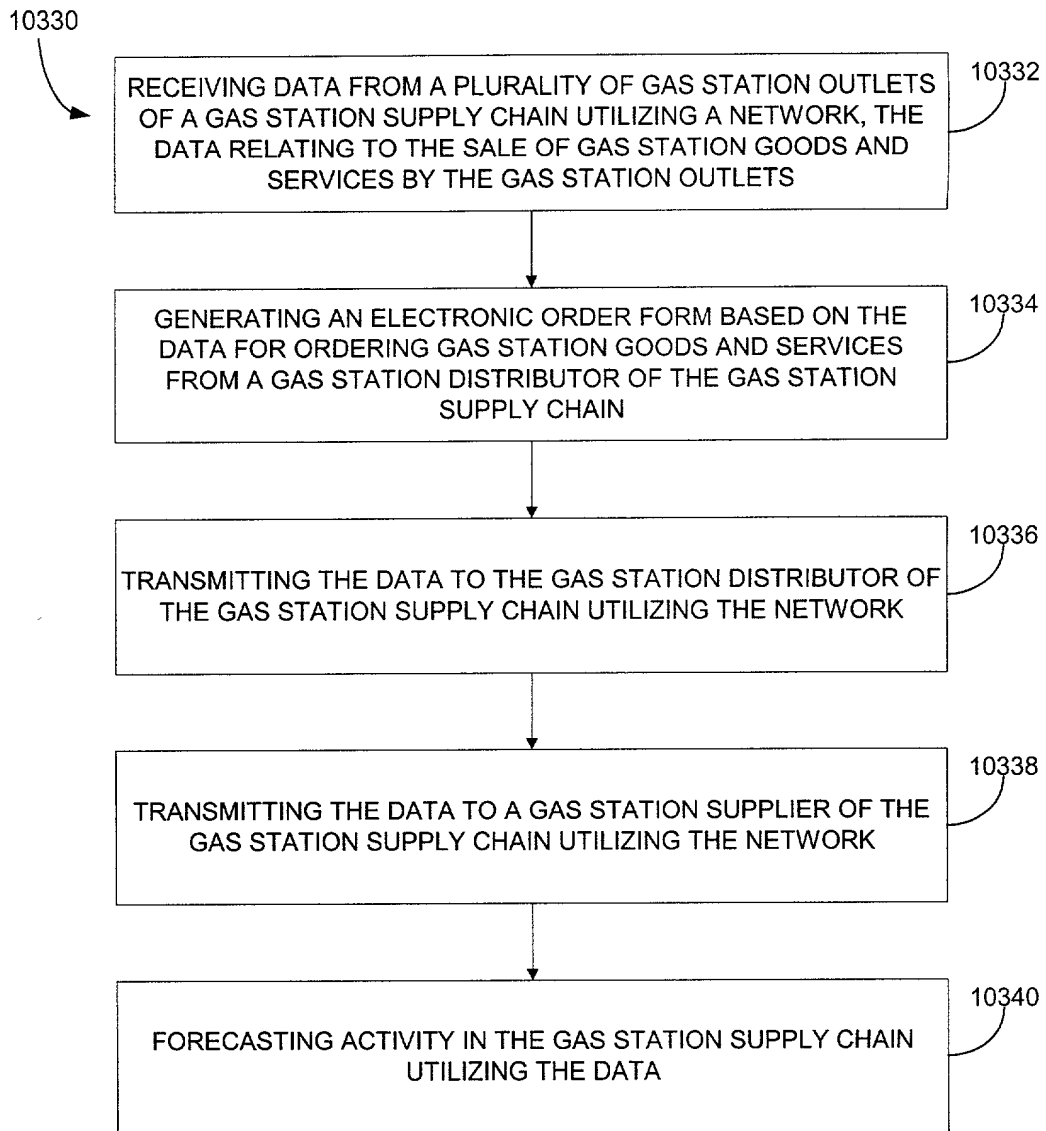 10330
RECEIVING DATA FROM A PLURALITY OF GAS STATION OUTLETS
OF A GAS STATION SUPPLY CHAIN UTILIZING A NETWORK, THE
DATA RELATING TO THE SALE OF GAS STATION GOODS AND
SERVICES BY THE GAS STATION OUTLETS
10332
GENERATING AN ELECTRONIC ORDER FORM BASED ON THE
DATA FOR ORDERING GAS STATION GOODS AND SERVICES
FROM A GAS STATION DISTRIBUTOR OF THE GAS STATION
SUPPLY CHAIN
10334
TRANSMITTING THE DATA TO THE GAS STATION DISTRIBUTOR OF
THE GAS STATION SUPPLY CHAIN UTILIZING THE NETWORK
10336
TRANSMITTING THE DATA TO A GAS STATION SUPPLIER OF THE
GAS STATION SUPPLY CHAIN UTILIZING THE NETWORK
10338
FORECASTING ACTIVITY IN THE GAS STATION SUPPLY CHAIN
UTILIZING THE DATA
10340